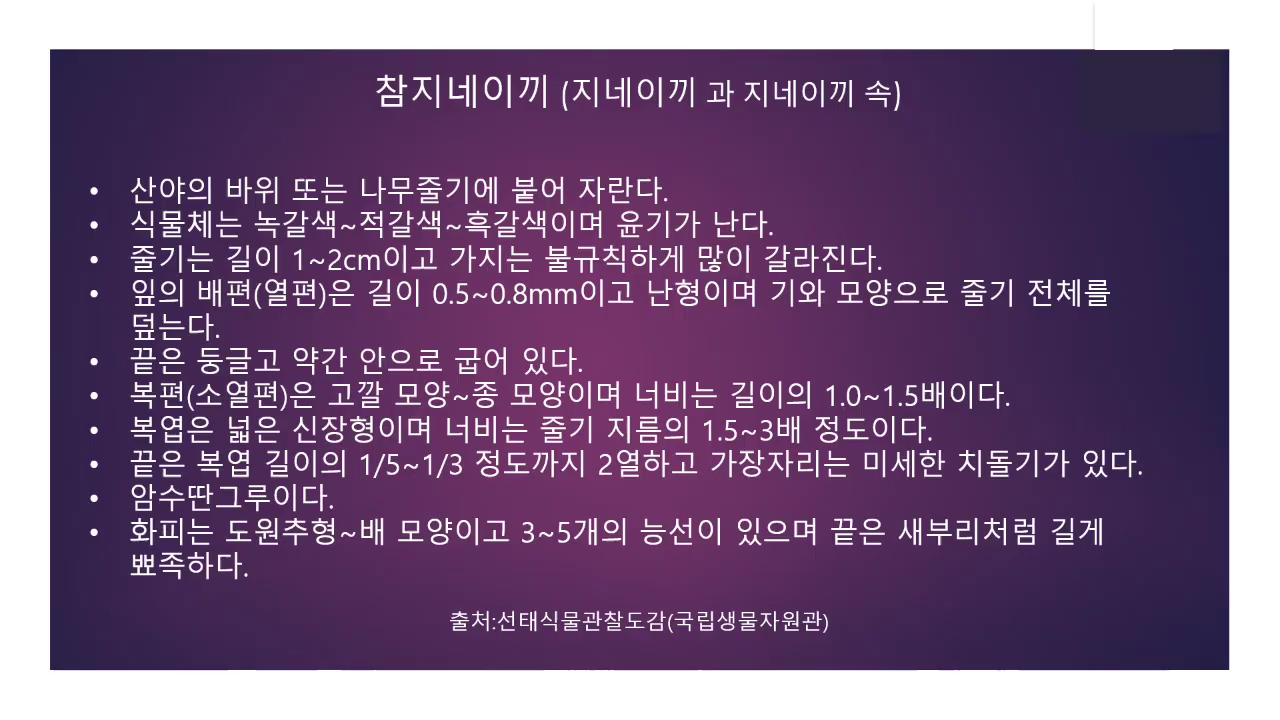 참지네이끼 (지네이끼 과 지네이끼 속)
• 산야의 바위 또는 나무줄기에 붙어 자란다.
• 식물체는 녹갈색~적갈색~흑갈색이며 윤기가 난다.
• 줄기는 길이 1~2cm이고 가지는 불규칙하게 많이 갈라진다.
• 잎의 배편(열편)은 길이 0.5~0.8mm이고 난형이며 기와 모양으로 줄기 전체를
덮는다.
• 끝은 둥글고 약간 안으로 굽어 있다.
• 복편(소열편)은 고깔 모양~종 모양이며 너비는 길이의 1.0~1.5배이다.
• 복엽은 넓은 신장형이며 너비는 줄기 지름의 1.5~3배 정도이다.
• 끝은 복엽 길이의 1/5~1/3 정도까지 2열하고 가장자리는 미세한 치돌기가 있다.
• 암수딴그루이다.
• 화피는 도원추형~배 모양이고 3~5개의 능선이 있으며 끝은 새부리처럼 길게
뾰족하다.
출처:선태식물관찰도감(국립생물자원관)